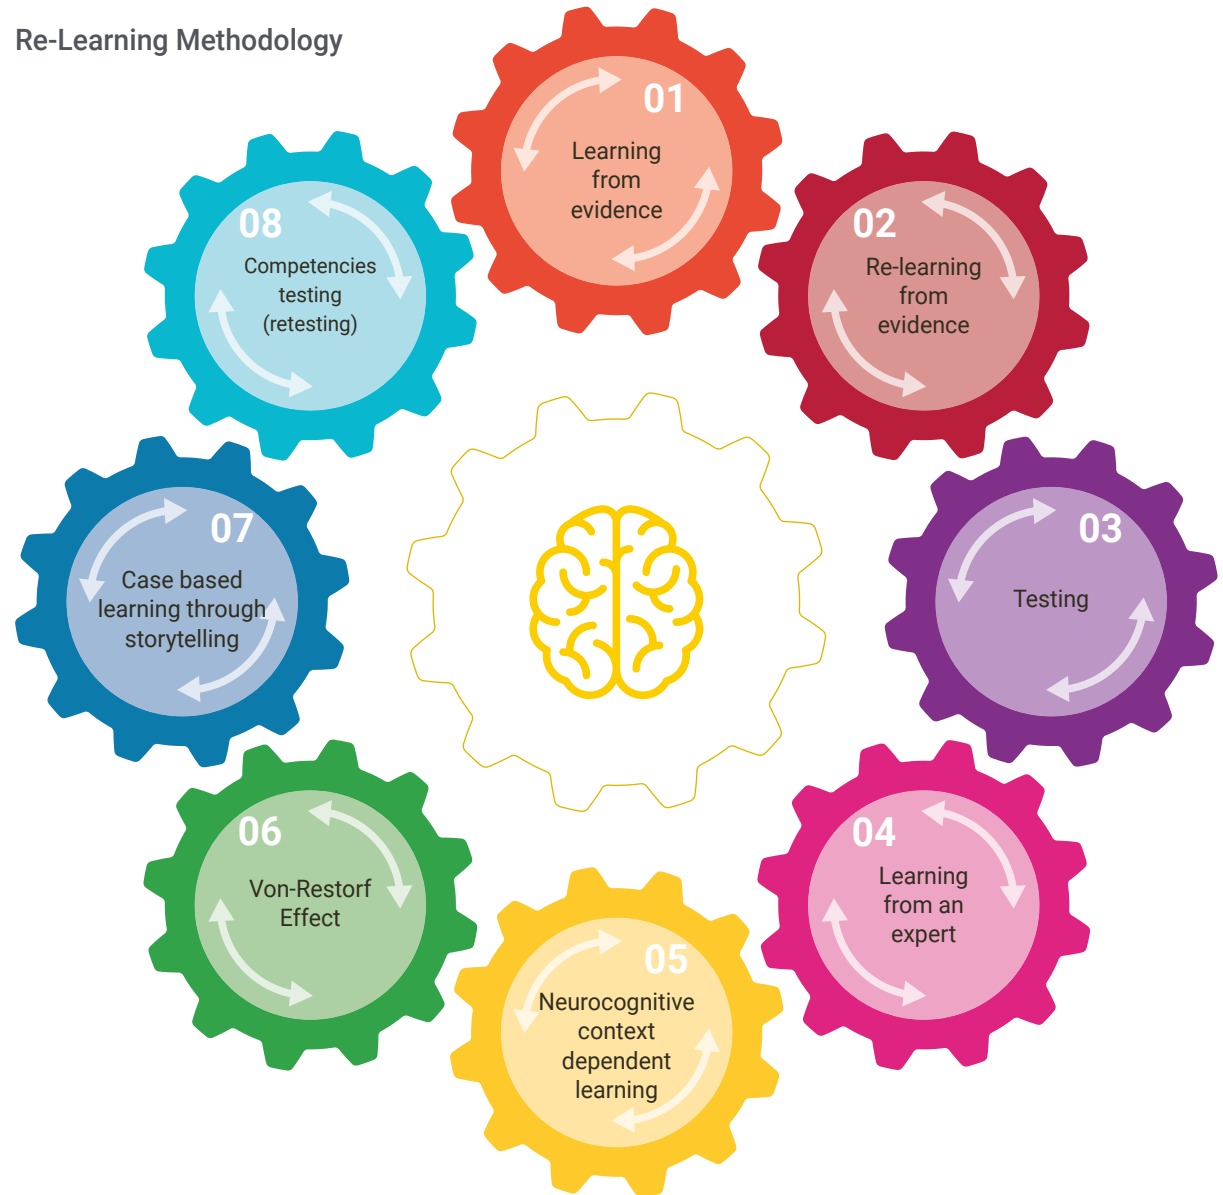 Re-Learning Methodology
01
Learning
from
evidence
02
Re-learning
from
evidence
03
Testing
04
Learning
from an
expert
05
Neurocognitive
context
dependent
learning
06
Von-Restorf
Effect
07
Case based
learning through
storytelling
08
Competencies
testing
(retesting)